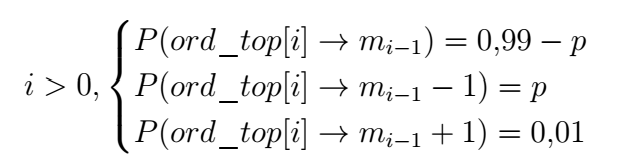 P(ord_top[i] → m_{i−1}) = 0,99 − p
i > 0, { P(ord_top[i] → m_{i−1} − 1) = p
P(ord_top[i] → m_{i−1} + 1) = 0,01